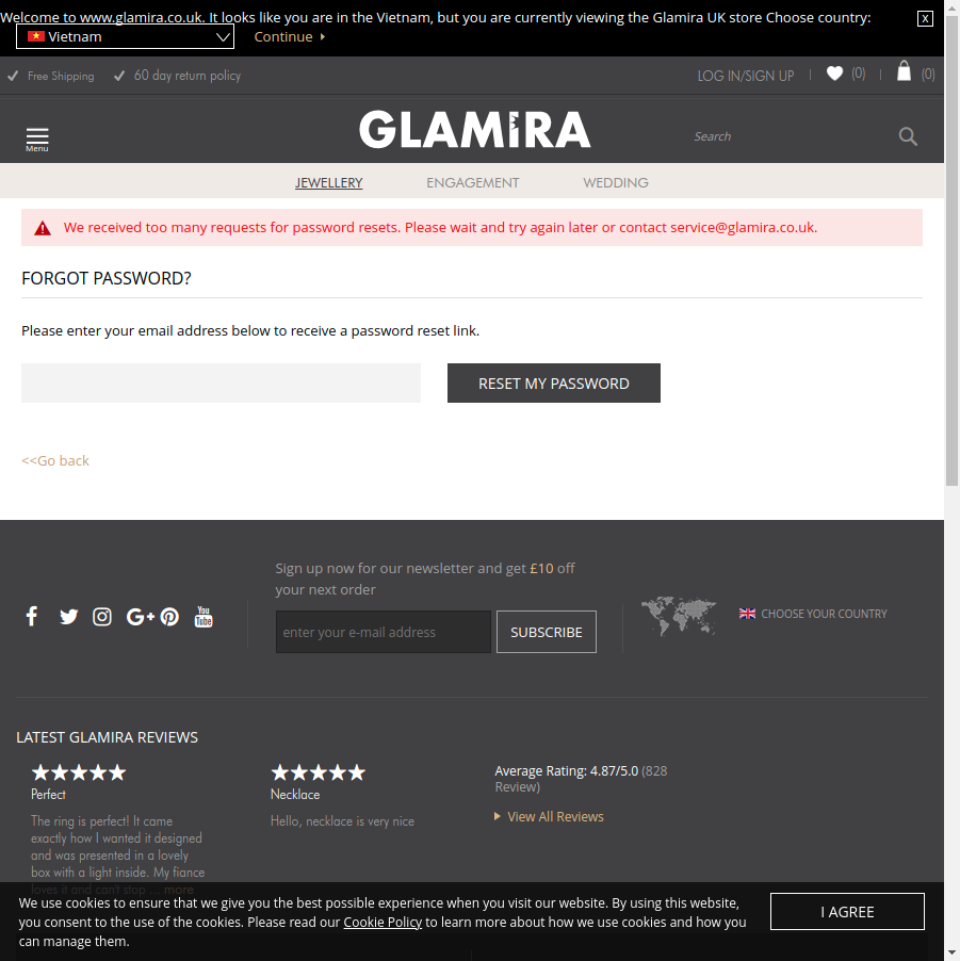 Welcome to www.glamira.co.uk. It looks like you are in the Vietnam, but you are currently viewing the Glamira UK store Choose country:
x
Vietnam
Continue
Free Shipping
60 day return policy
LOG IN/SIGN UP
(0)
(0)
Menu
GLAMIRA
Search
JEWELLERY
ENGAGEMENT
WEDDING
We received too many requests for password resets. Please wait and try again later or contact service@glamira.co.uk.
FORGOT PASSWORD?
Please enter your email address below to receive a password reset link.
RESET MY PASSWORD
<<Go back
Sign up now for our newsletter and get £10 off
your next order
G+
You
Tube
enter your e-mail address
SUBSCRIBE
CHOOSE YOUR COUNTRY
LATEST GLAMIRA REVIEWS
Perfect
The ring is perfect! It came
exactly how I wanted it designed
and was presented in a lovely
box with a light inside. My fiance
loves it and can't stop ... more
Necklace
Hello, necklace is very nice
Average Rating: 4.87/5.0 (828
Review)
View All Reviews
We use cookies to ensure that we give you the best possible experience when you visit our website. By using this website,
you consent to the use of the cookies. Please read our Cookie Policy to learn more about how we use cookies and how you
can manage them.
I AGREE